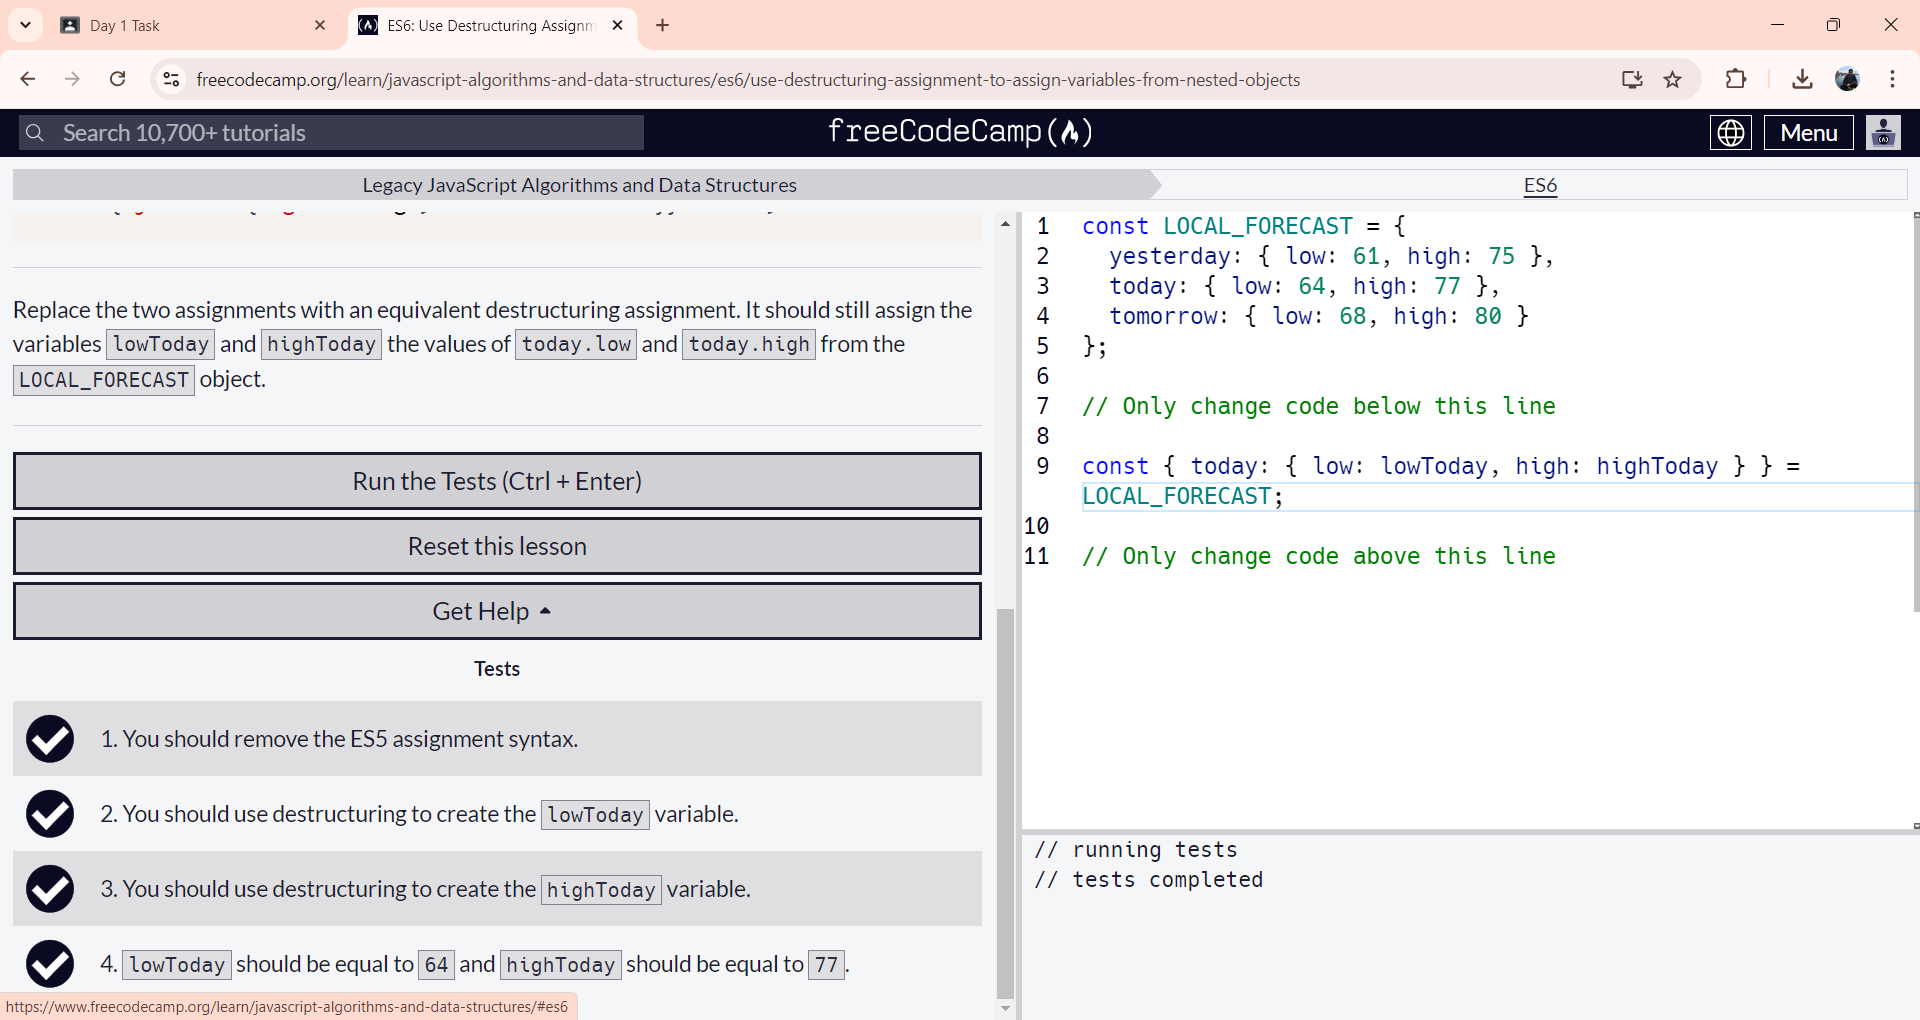 Day 1 Task
ES6: Use Destructuring Assignm
freecodecamp.org/learn/javascript-algorithms-and-data-structures/es6/use-destructuring-assignment-to-assign-variables-from-nested-objects
Search 10,700+ tutorials
freeCodeCamp(🔥)
Menu
Legacy JavaScript Algorithms and Data Structures
ES6
Replace the two assignments with an equivalent destructuring assignment. It should still assign the
variables lowToday and highToday the values of today.low and today.high from the
LOCAL_FORECAST object.
Run the Tests (Ctrl + Enter)
Reset this lesson
Get Help
Tests
1. You should remove the ES5 assignment syntax.
2. You should use destructuring to create the lowToday variable.
3. You should use destructuring to create the highToday variable.
4. lowToday should be equal to 64 and highToday should be equal to 77.
https://www.freecodecamp.org/learn/javascript-algorithms-and-data-structures/#es6
1 const LOCAL_FORECAST = {
2 yesterday: { low: 61, high: 75 },
3 today: { low: 64, high: 77 },
4 tomorrow: { low: 68, high: 80 }
5 };
6
7 // Only change code below this line
8
9 const { today: { low: lowToday, high: highToday } } =
LOCAL_FORECAST;
10
11 // Only change code above this line
// running tests
// tests completed